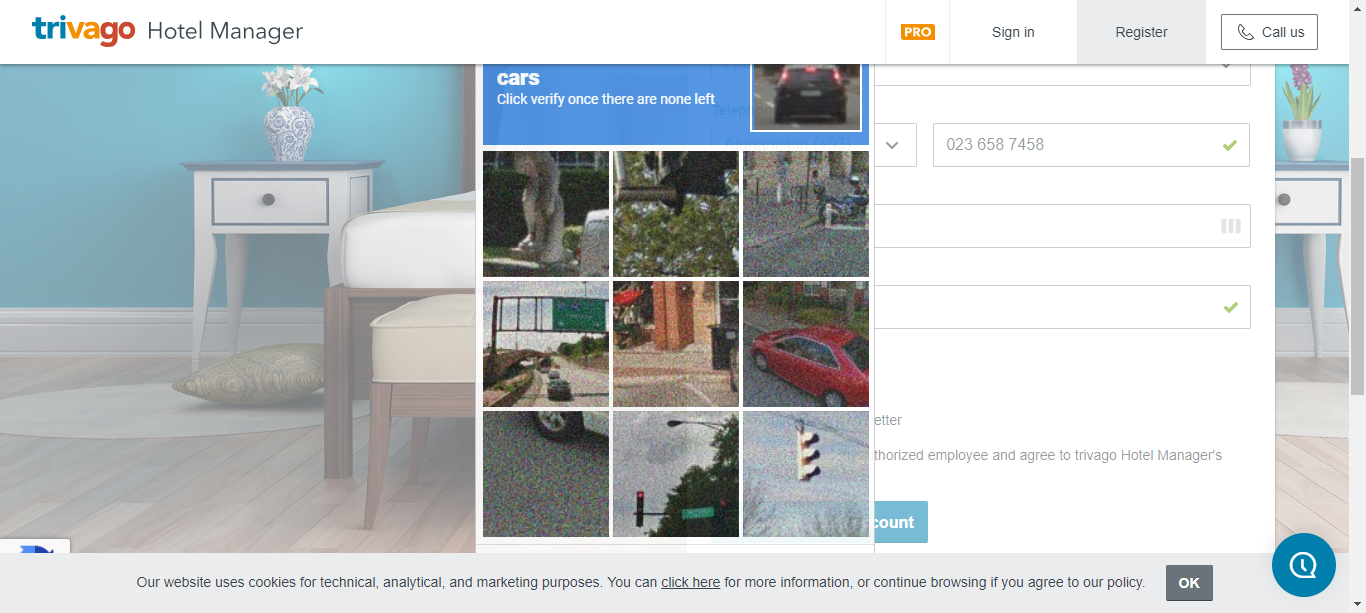 trivago Hotel Manager
PRO
Sign in
Register
Call us
cars
Click verify once there are none left
023 658 7458
etter
thorized employee and agree to trivago Hotel Manager's
count
Our website uses cookies for technical, analytical, and marketing purposes. You can click here for more information, or continue browsing if you agree to our policy.
OK